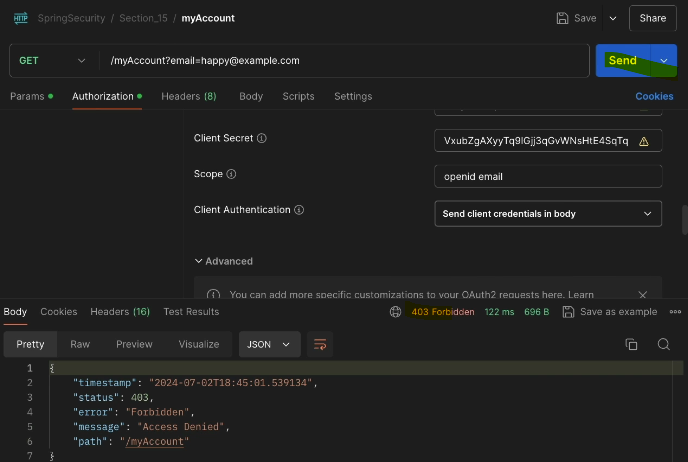 HTTP SpringSecurity / Section_15 / myAccount Save Share
GET /myAccount?email=happy@example.com Send
Params Authorization Headers (8) Body Scripts Settings Cookies
Client Secret VxubZgAXyyTq9lGjj3qGvWNsHtE4SqTq
Scope openid email
Client Authentication Send client credentials in body
Advanced
You can add more specific customizations to your OAuth2 requests here. Learn
Body Cookies Headers (16) Test Results 403 Forbidden 122 ms 696 B Save as example
Pretty Raw Preview Visualize JSON
1 {
2 "timestamp": "2024-07-02T18:45:01.539134",
3 "status": 403,
4 "error": "Forbidden",
5 "message": "Access Denied",
6 "path": "/myAccount"
7 }